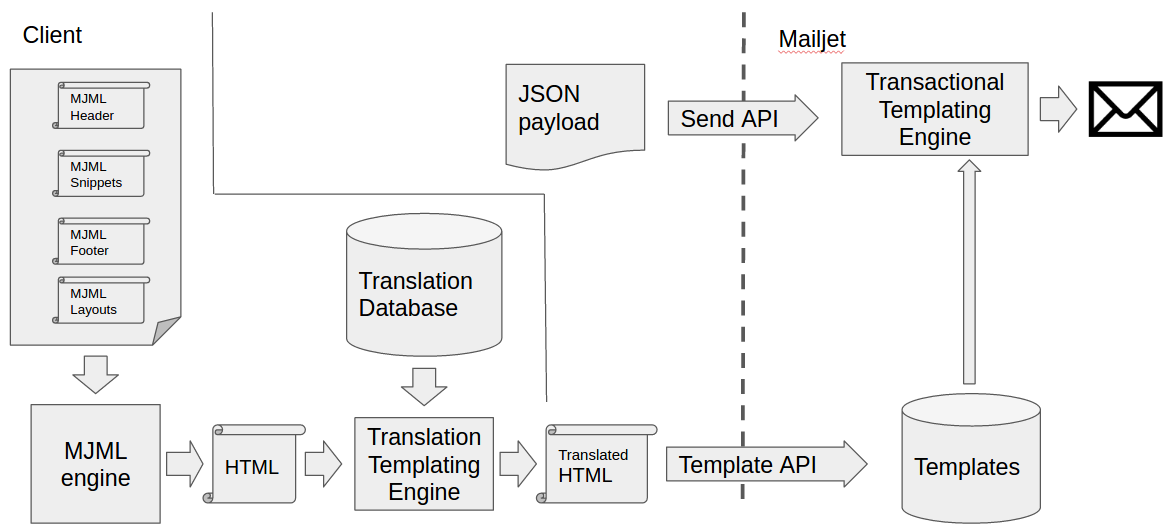 Client
MJML
Header
MJML
Snippets
MJML
Footer
MJML
Layouts
MJML
engine
HTML
Translation
Database
Translation
Templating
Engine
Translated
HTML
JSON
payload
Send API
Template API
Mailjet
Transactional
Templating
Engine
Templates